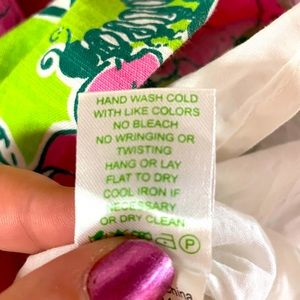 HAND WASH COLD
WITH LIKE COLORS
NO BLEACH
NO WRINGING OR
TWISTING
HANG OR LAY
FLAT TO DRY
COOL IRON IF
NECESSARY
OR DRY CLEAN
P
China